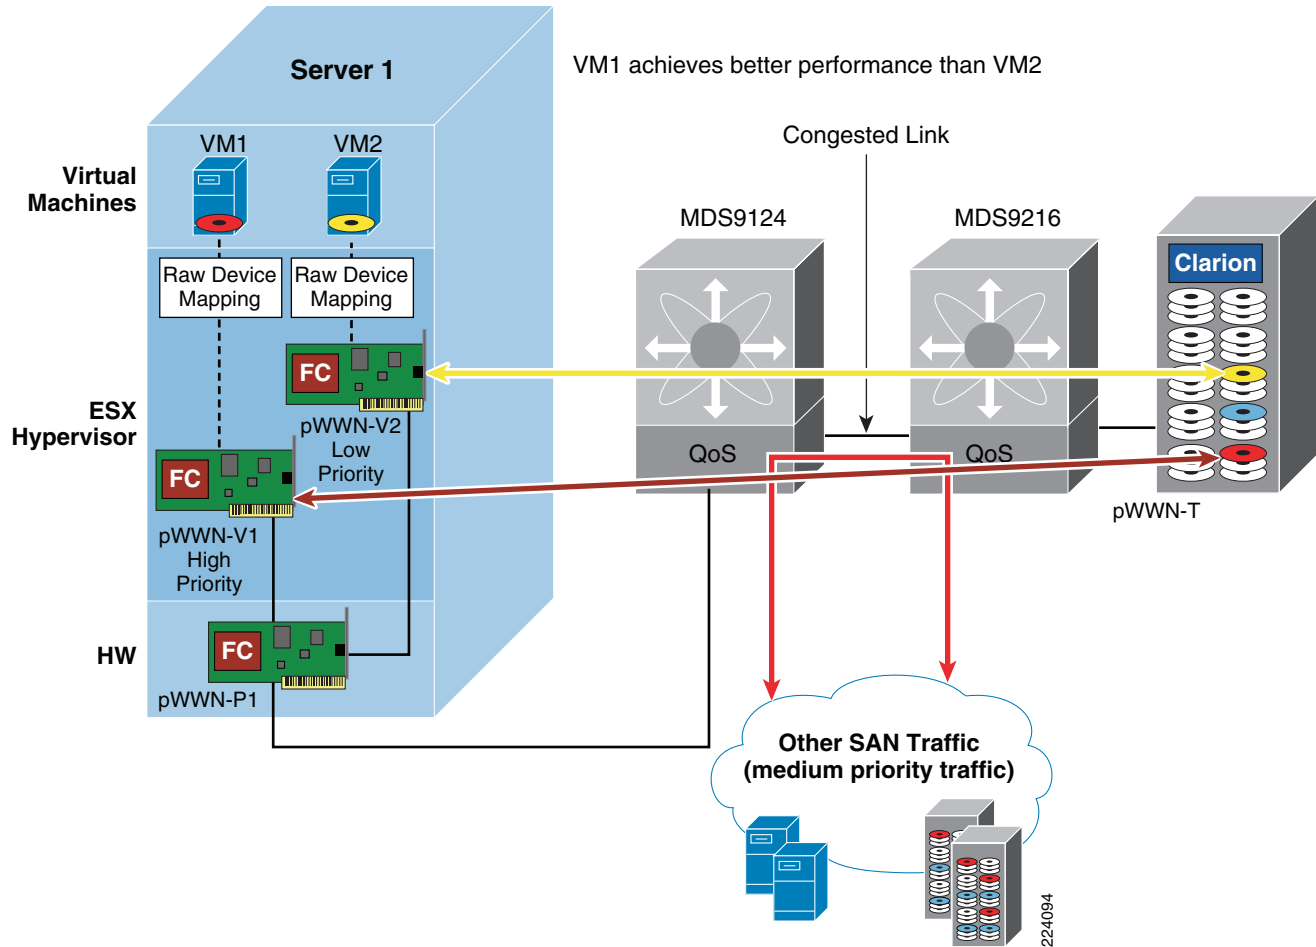 Server 1
VM1 achieves better performance than VM2
VM1
VM2
Virtual
Machines
Congested Link
MDS9124
MDS9216
Clarion
Raw Device
Mapping
Raw Device
Mapping
FC
ESX
Hypervisor
pWWN-V2
Low
Priority
FC
QoS
QoS
pWWN-T
pWWN-V1
High
Priority
HW
FC
pWWN-P1
Other SAN Traffic
(medium priority traffic)
224094